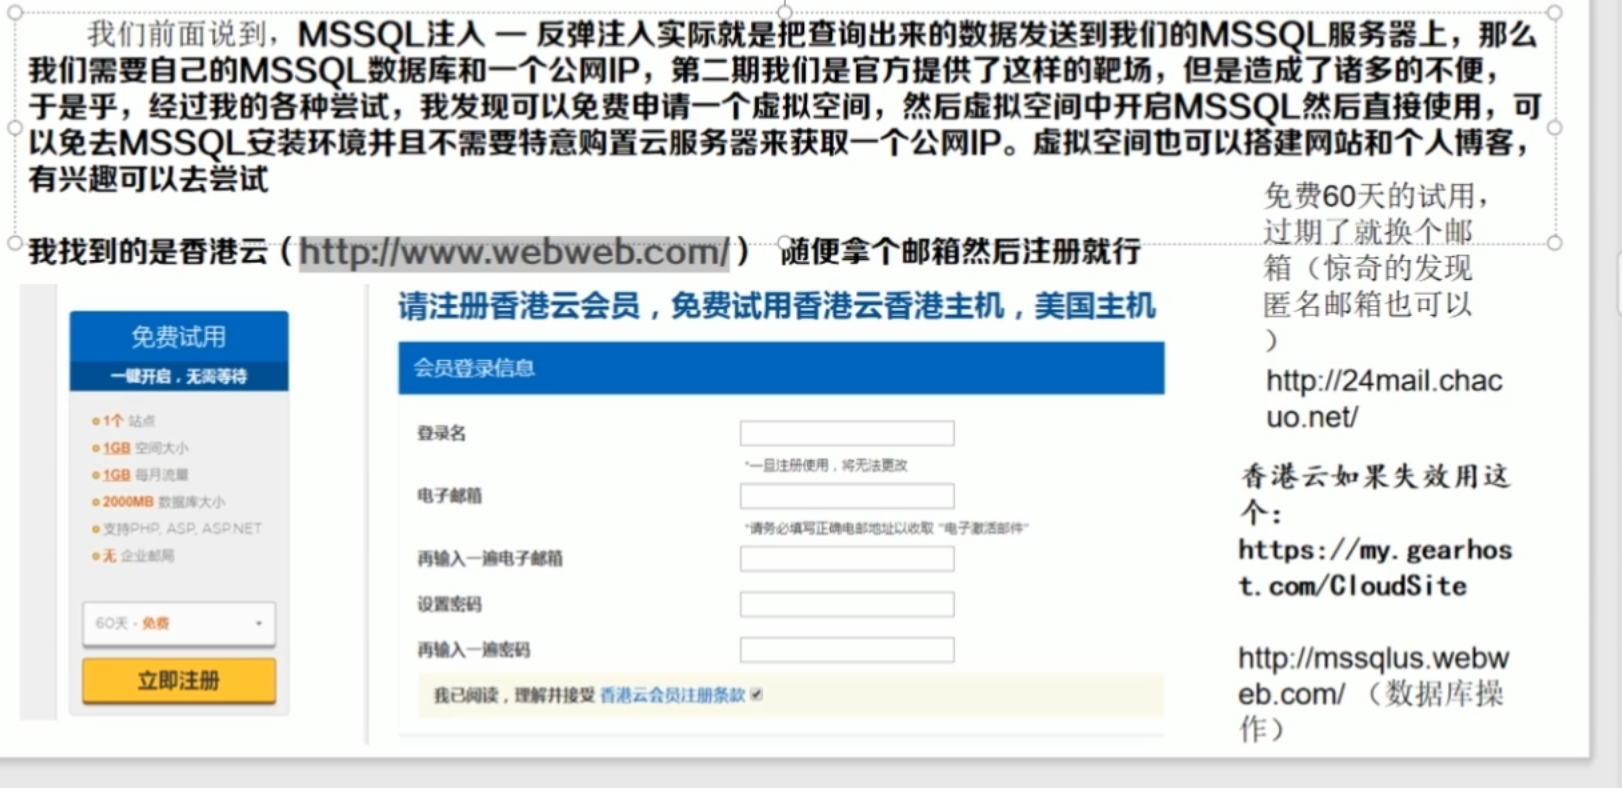 我们前面说到，MSSQL注入 — 反弹注入实际就是把查询出来的数据发送到我们的MSSQL服务器上，那么
我们需要自己的MSSQL数据库和一个公网IP，第二期我们是官方提供了这样的靶场，但是造成了诸多的不便，
于是乎，经过我的各种尝试，我发现可以免费申请一个虚拟空间，然后虚拟空间中开启MSSQL然后直接使用，可
以免去MSSQL安装环境并且不需要特意购置云服务器来获取一个公网IP。虚拟空间也可以搭建网站和个人博客，
有兴趣可以去尝试
我找到的是香港云（http://www.webweb.com/） 随便拿个邮箱然后注册就行
免费试用
一键开启，无需等待
1个 站点
1GB 空间大小
1GB 每月流量
2000MB 数据库大小
支持PHP, ASP, ASP.NET
无 企业邮局
60天 - 免费
立即注册
请注册香港云会员，免费试用香港云香港主机，美国主机
会员登录信息
登录名
*一旦注册使用，将无法更改
电子邮箱
*请务必填写正确电邮地址以收取 “电子激活邮件”
再输入一遍电子邮箱
设置密码
再输入一遍密码
我已阅读，理解并接受 香港云会员注册条款
免费60天的试用，
过期了就换个邮
箱（惊奇的发现
匿名邮箱也可以
）
http://24mail.chac
uo.net/
香港云如果失效用这
个：
https://my.gearhos
t.com/CloudSite
http://mssqlus.webw
eb.com/ （数据库操
作）